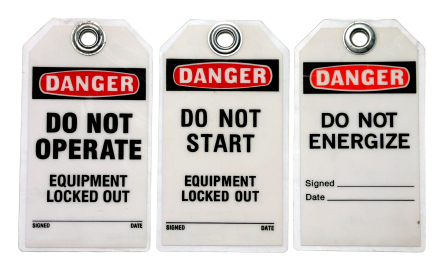 DANGER
DO NOT
OPERATE
EQUIPMENT
LOCKED OUT
SIGNED DATE
DANGER
DO NOT
START
EQUIPMENT
LOCKED OUT
SIGNED DATE
DANGER
DO NOT
ENERGIZE
Signed
Date